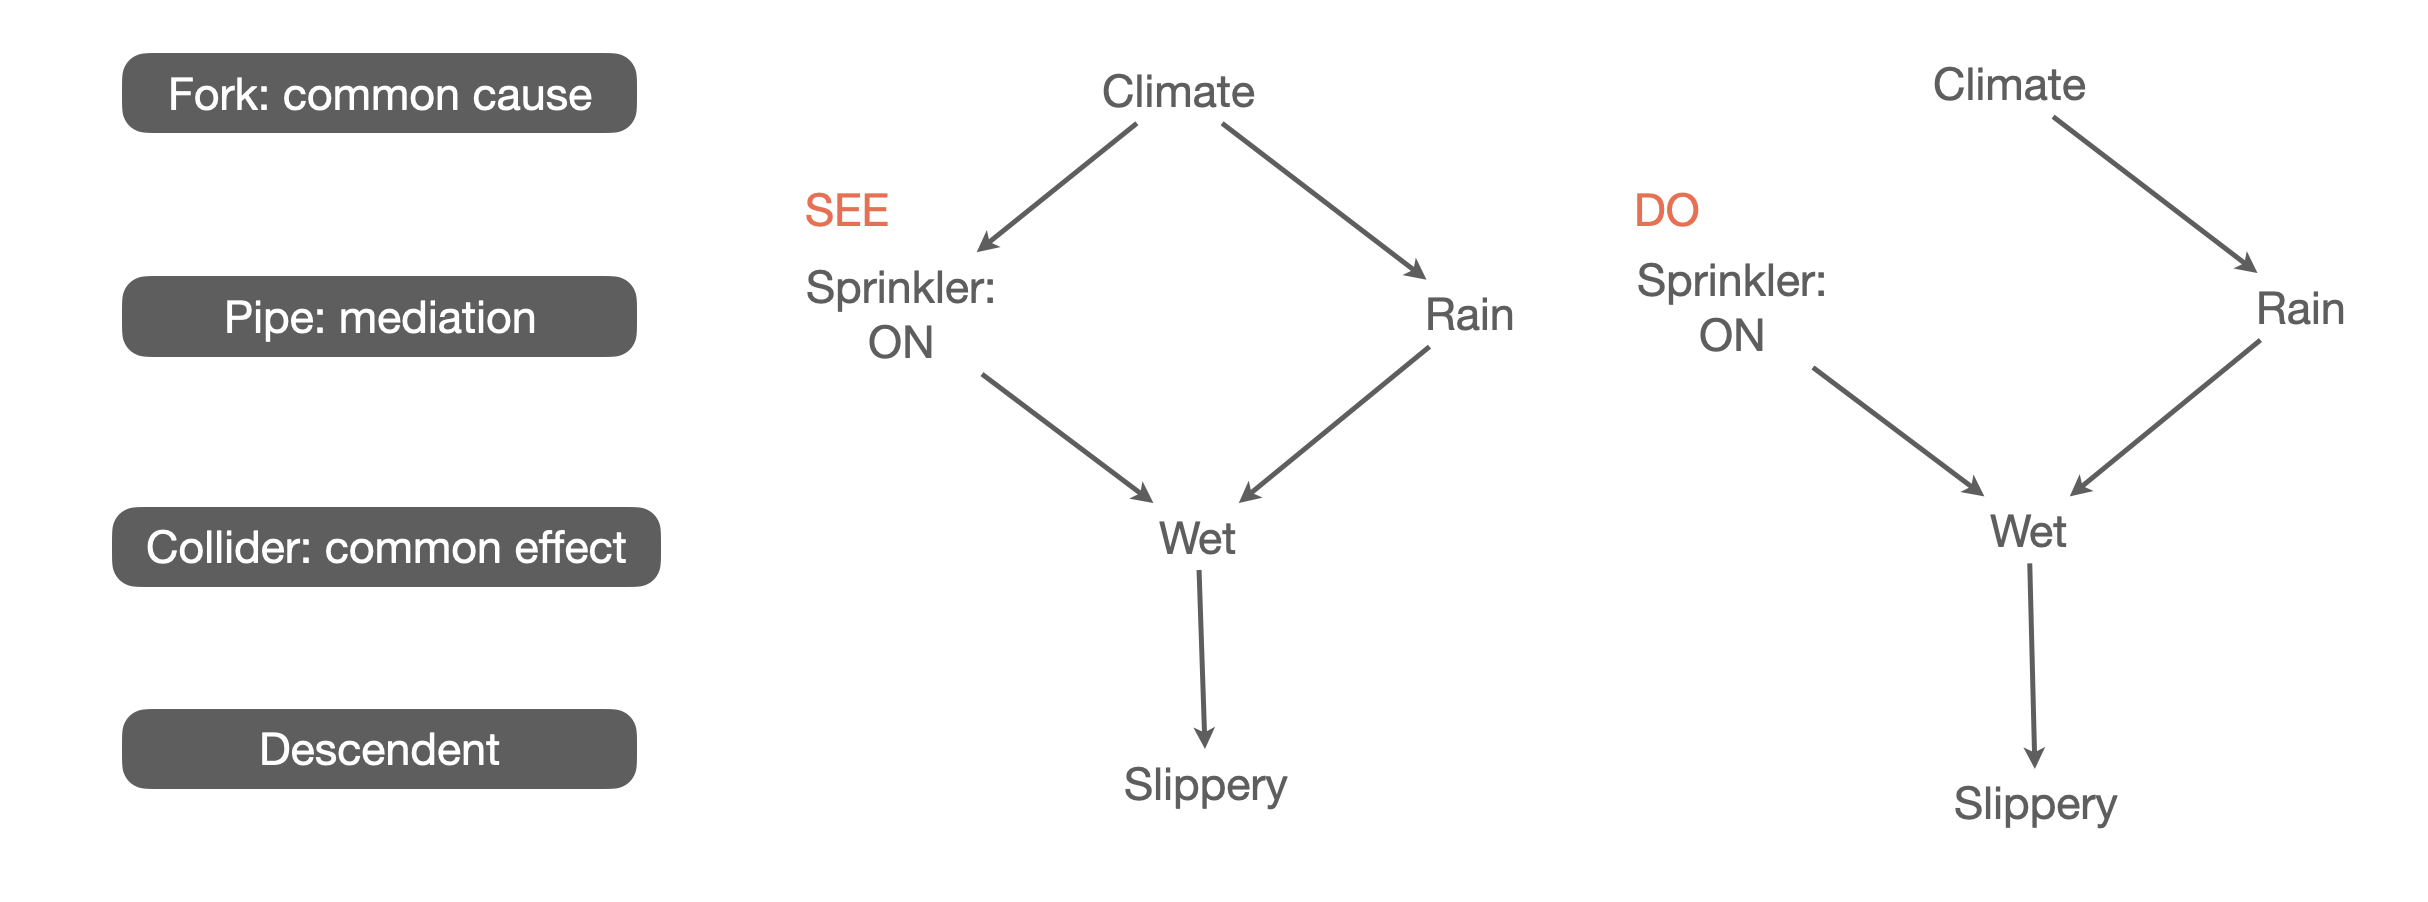 Fork: common cause
Pipe: mediation
Collider: common effect
Descendent
Climate
SEE
Sprinkler:
ON
Rain
Wet
Slippery
Climate
DO
Sprinkler:
ON
Rain
Wet
Slippery